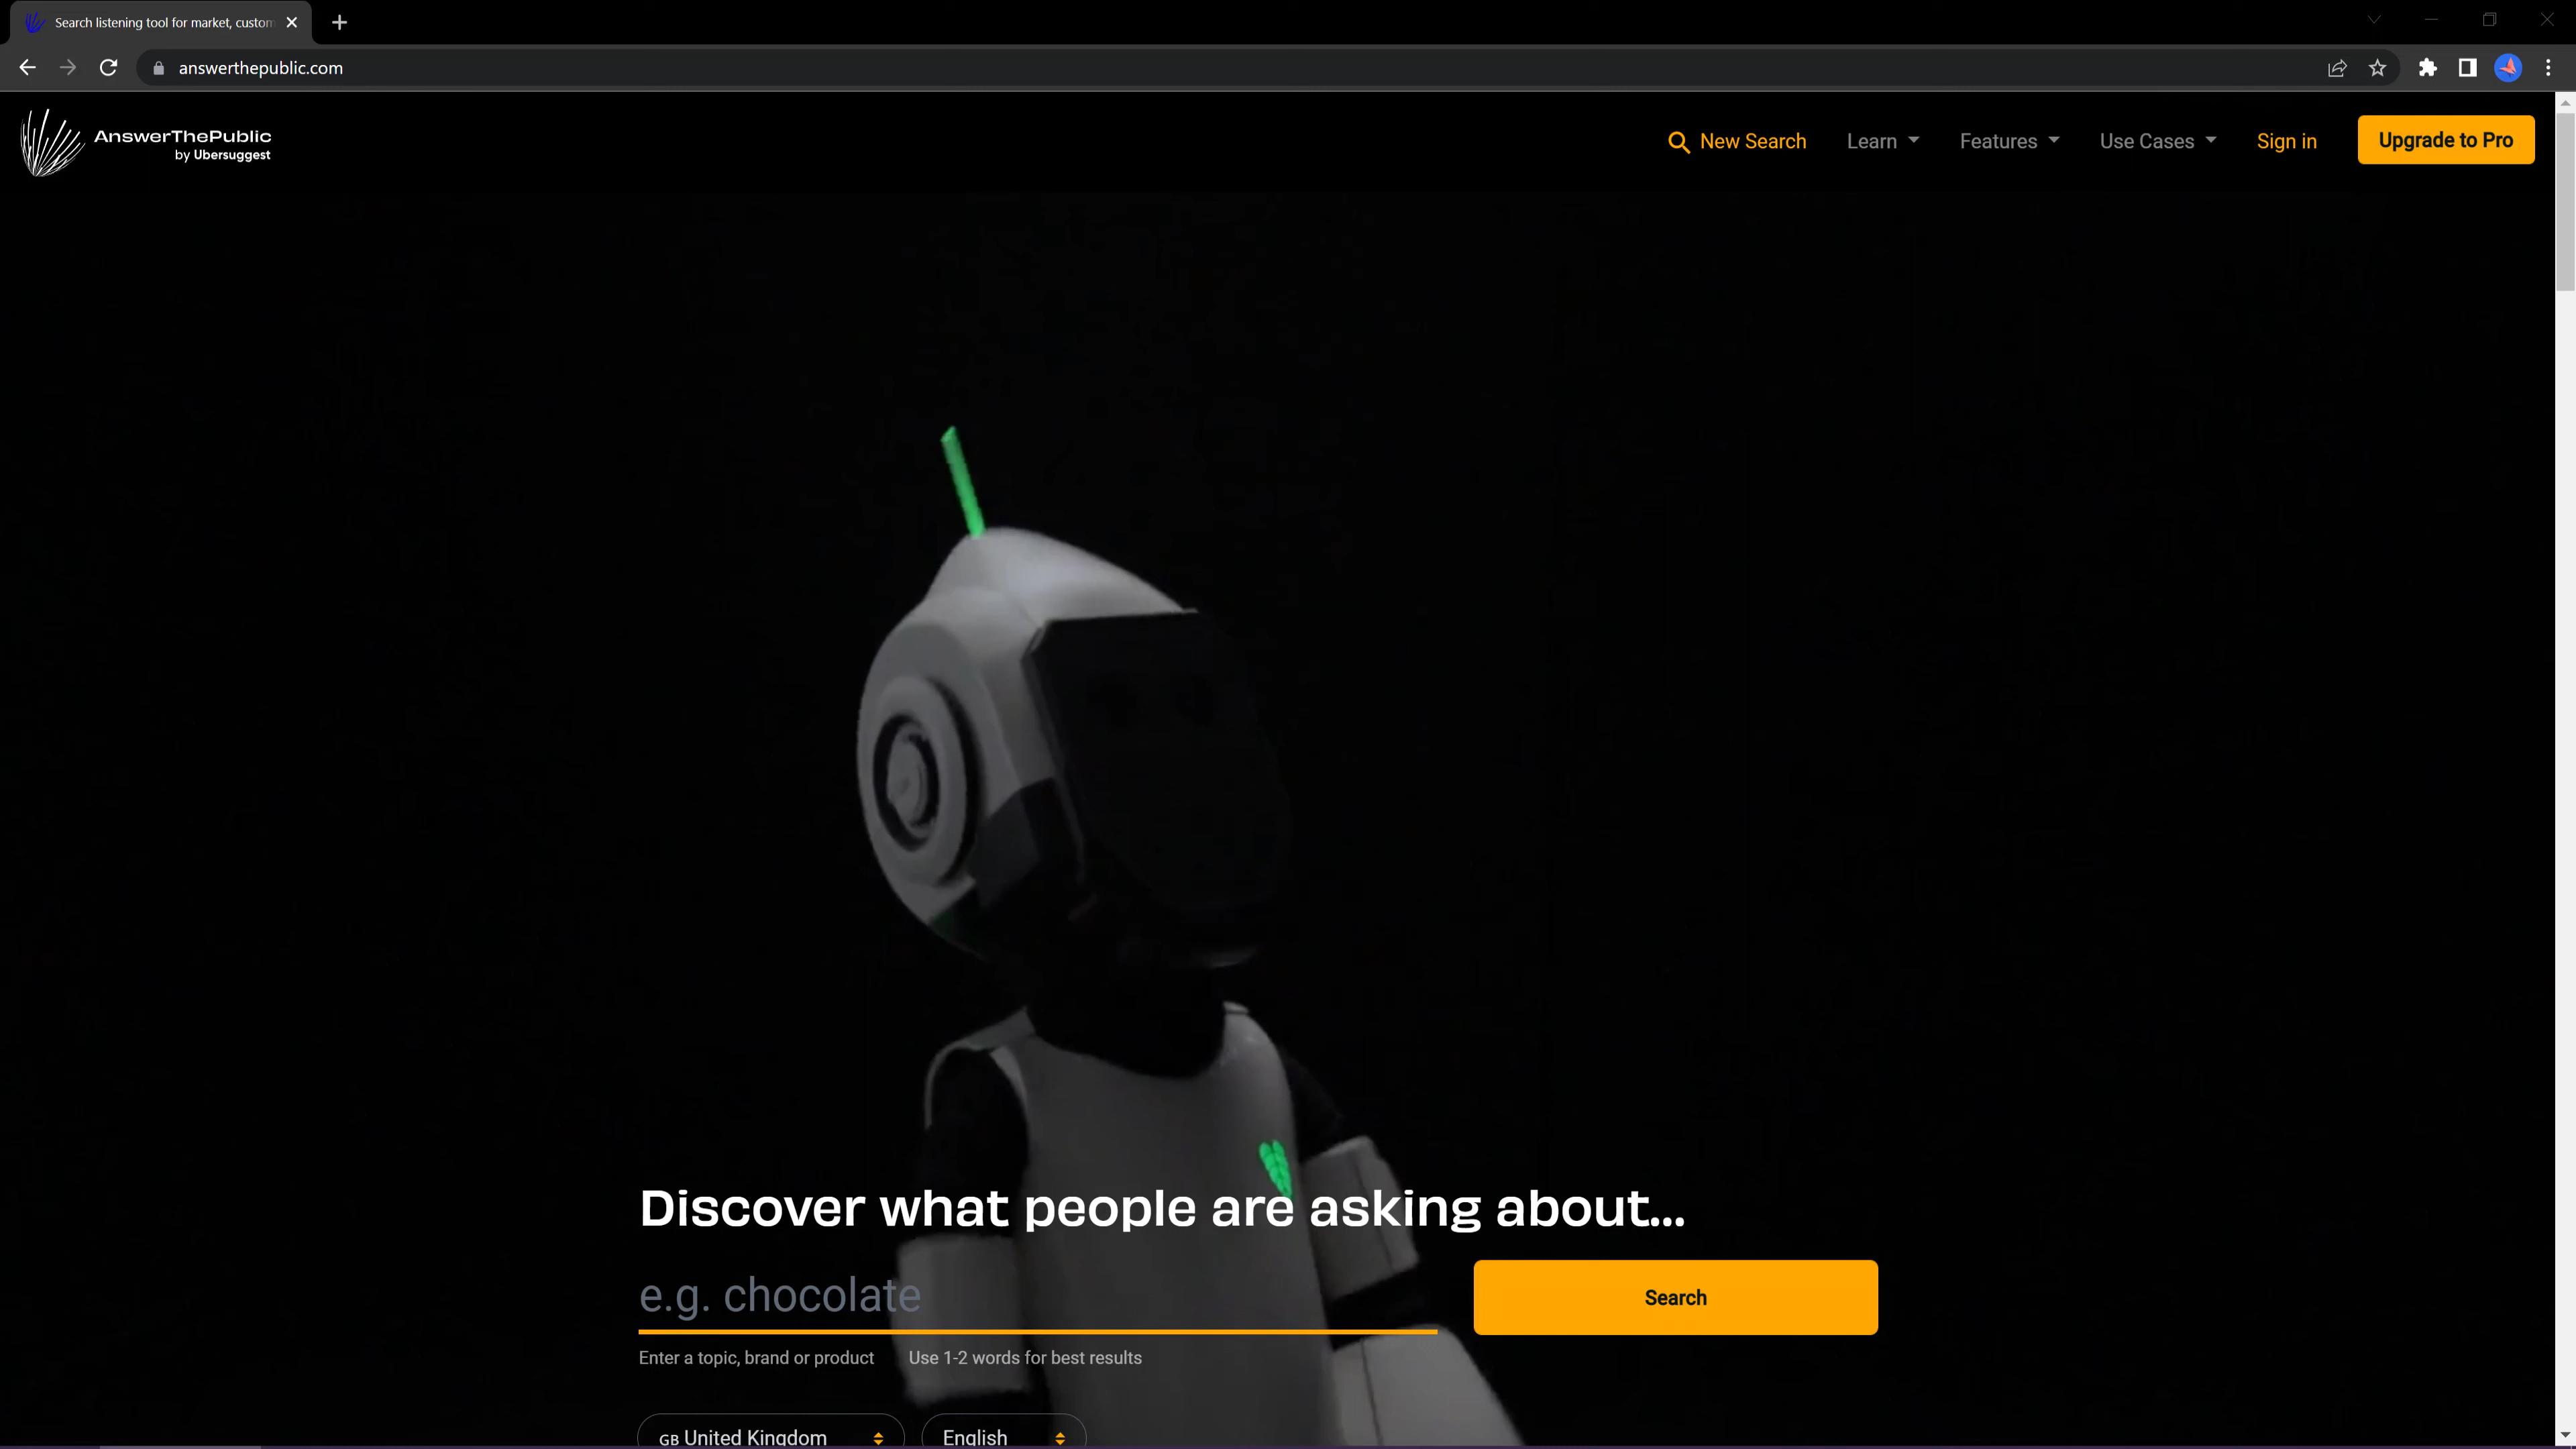 Search listening tool for market, custom
answerthepublic.com
AnswerThePublic
by Ubersuggest
New Search
Learn
Features
Use Cases
Sign in
Upgrade to Pro
Discover what people are asking about...
e.g. chocolate
Search
Enter a topic, brand or product
Use 1-2 words for best results
GB United Kingdom
English